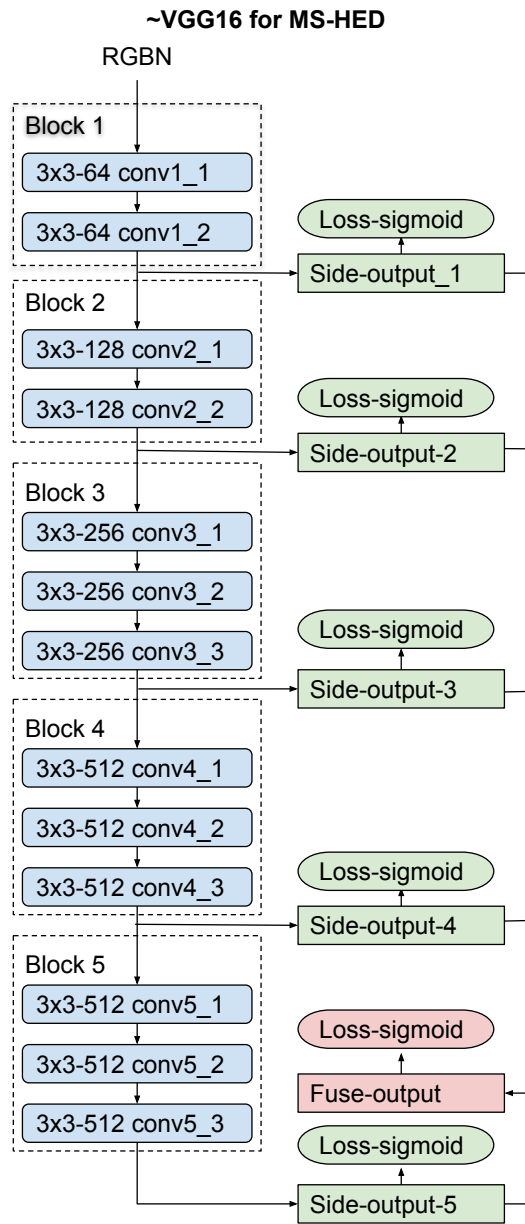 ~VGG16 for MS-HED
RGBN
Block 1
3x3-64 conv1_1
3x3-64 conv1_2
Loss-sigmoid
Side-output_1
Block 2
3x3-128 conv2_1
3x3-128 conv2_2
Loss-sigmoid
Side-output-2
Block 3
3x3-256 conv3_1
3x3-256 conv3_2
3x3-256 conv3_3
Loss-sigmoid
Side-output-3
Block 4
3x3-512 conv4_1
3x3-512 conv4_2
3x3-512 conv4_3
Loss-sigmoid
Side-output-4
Block 5
3x3-512 conv5_1
3x3-512 conv5_2
3x3-512 conv5_3
Loss-sigmoid
Fuse-output
Loss-sigmoid
Side-output-5